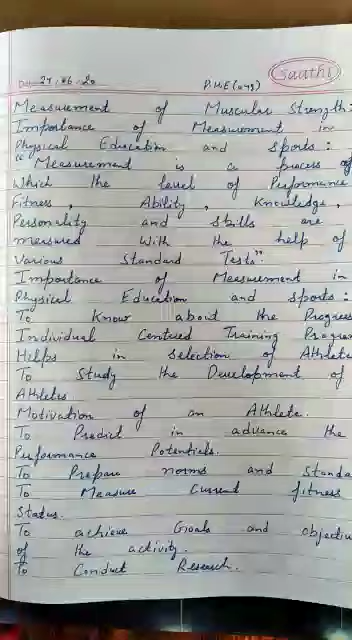 Date 27.06.20 P.H.E (048) Saathi
Measurement of Muscular Strength:
Importance of Measurement in
Physical Education and sports:
"Measurement is a process of
Which the level of Performance
Fitness, Ability, Knowledge,
Personality and skills are
measured with the help of
Various Standard Tests".
Importance of Measurement in
Physical Education and sports:
To Know about the Progres
Individual Centered Training Progra
Helps in selection of Athlete
To Study the Development of
Athletes
Motivation of an Athlete.
To Predict in advance the
Performance Potentials.
To Prepare norms and Standa
To Measure Current fitness
Status.
To achieve Goals and objectiv
of the activity.
To Conduct Research.